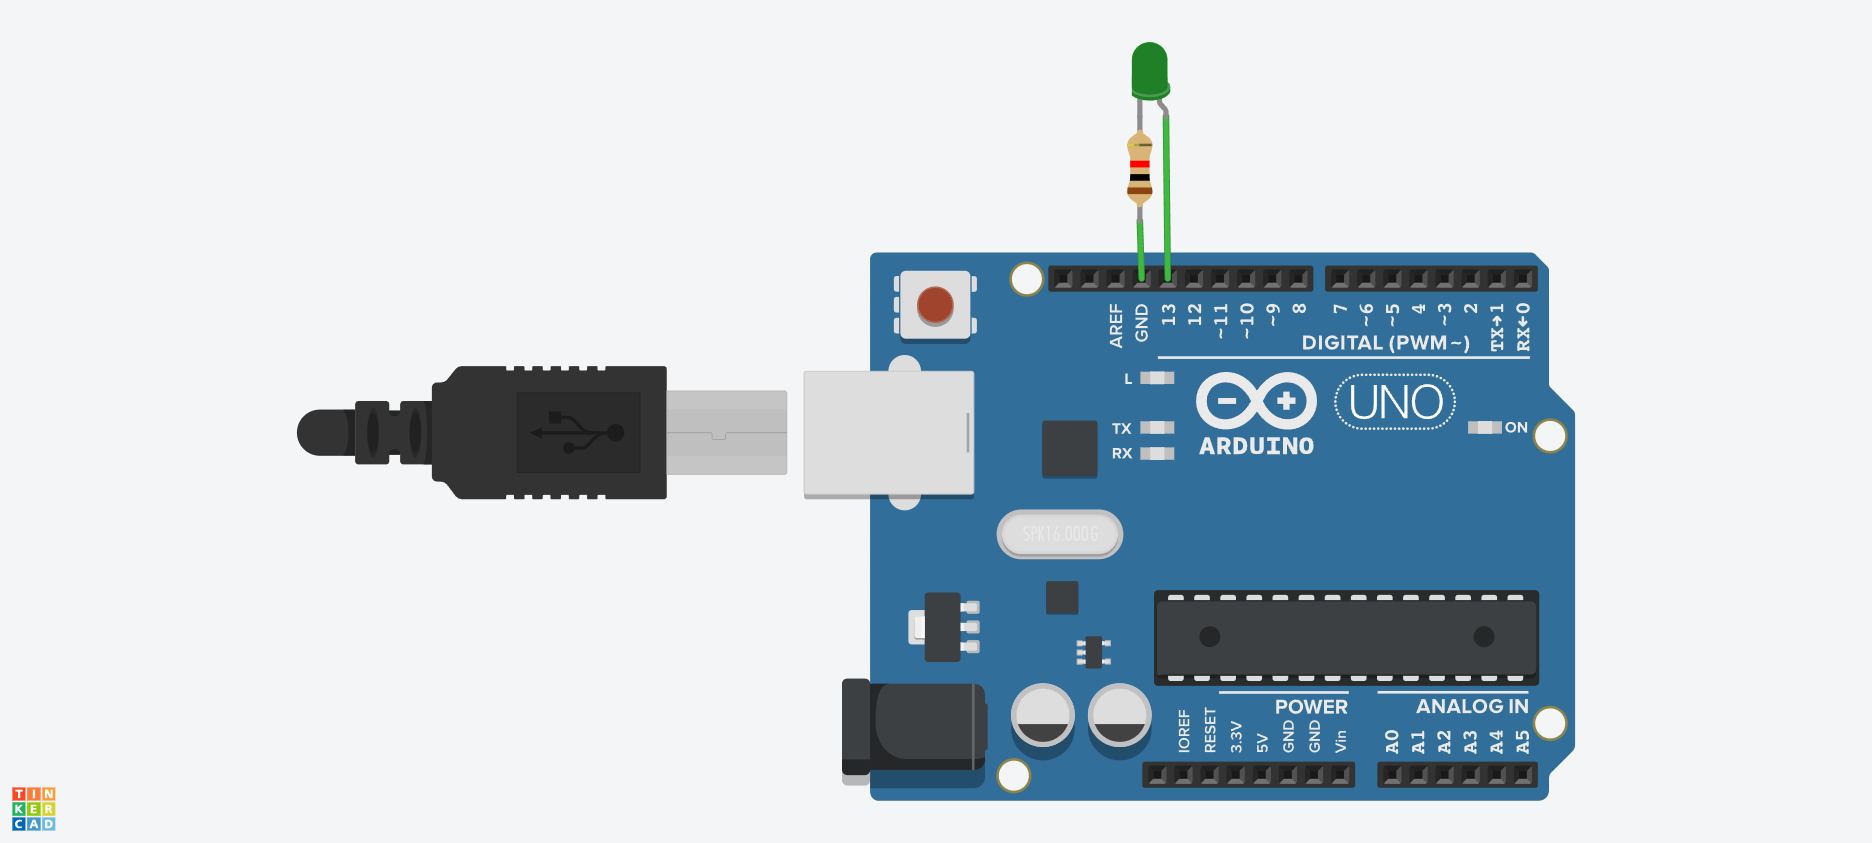 AREF
GND
13
12
~11
~10
~9
8
7
~6
~5
4
~3
2
TX→1
RX←0
DIGITAL (PWM~)
L
TX
RX
UNO
ARDUINO
ON
SPK16.000G
POWER
ANALOG IN
IOREF
RESET
3.3V
5V
GND
GND
Vin
A0
A1
A2
A3
A4
A5
TIN
KER
CAD